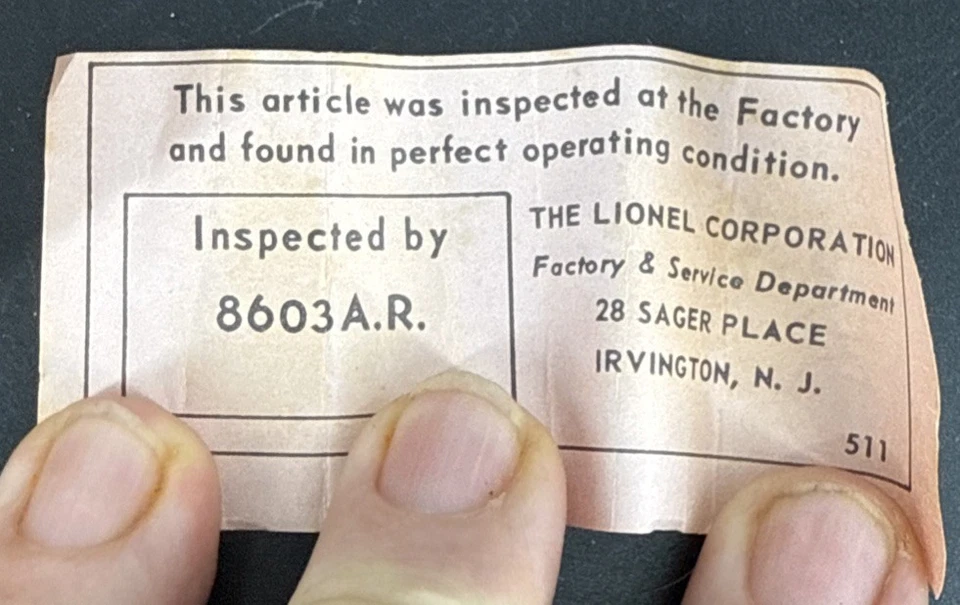 This article was inspected at the Factory
and found in perfect operating condition.
Inspected by
8603A.R.
THE LIONEL CORPORATION
Factory & Service Department
28 SAGER PLACE
IRVINGTON, N. J.
511